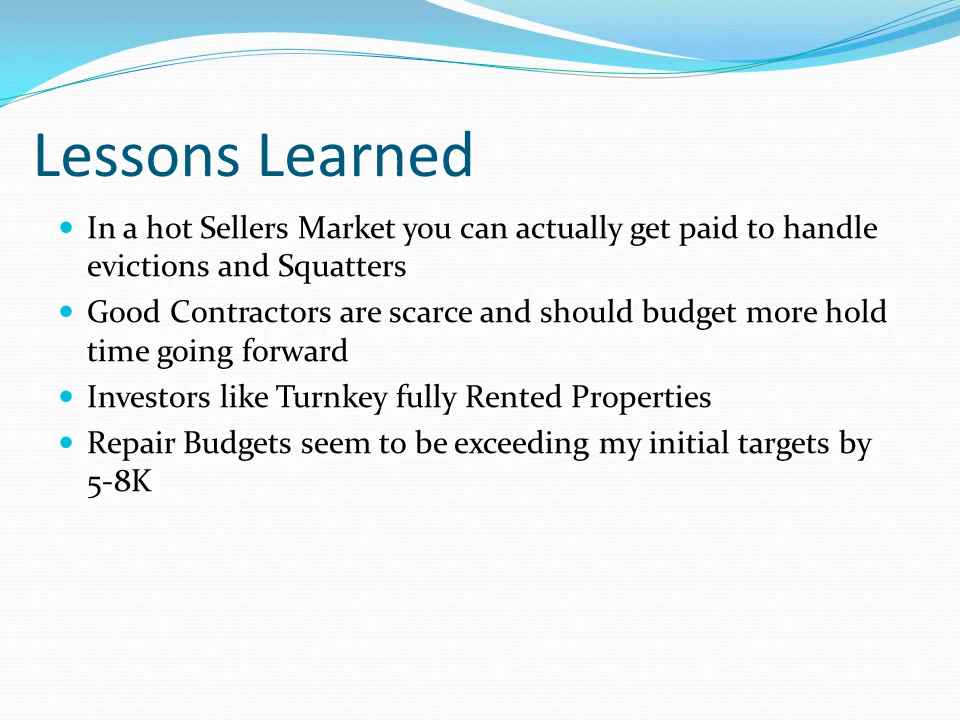 Lessons Learned
In a hot Sellers Market you can actually get paid to handle
evictions and Squatters
Good Contractors are scarce and should budget more hold
time going forward
Investors like Turnkey fully Rented Properties
Repair Budgets seem to be exceeding my initial targets by
5-8K